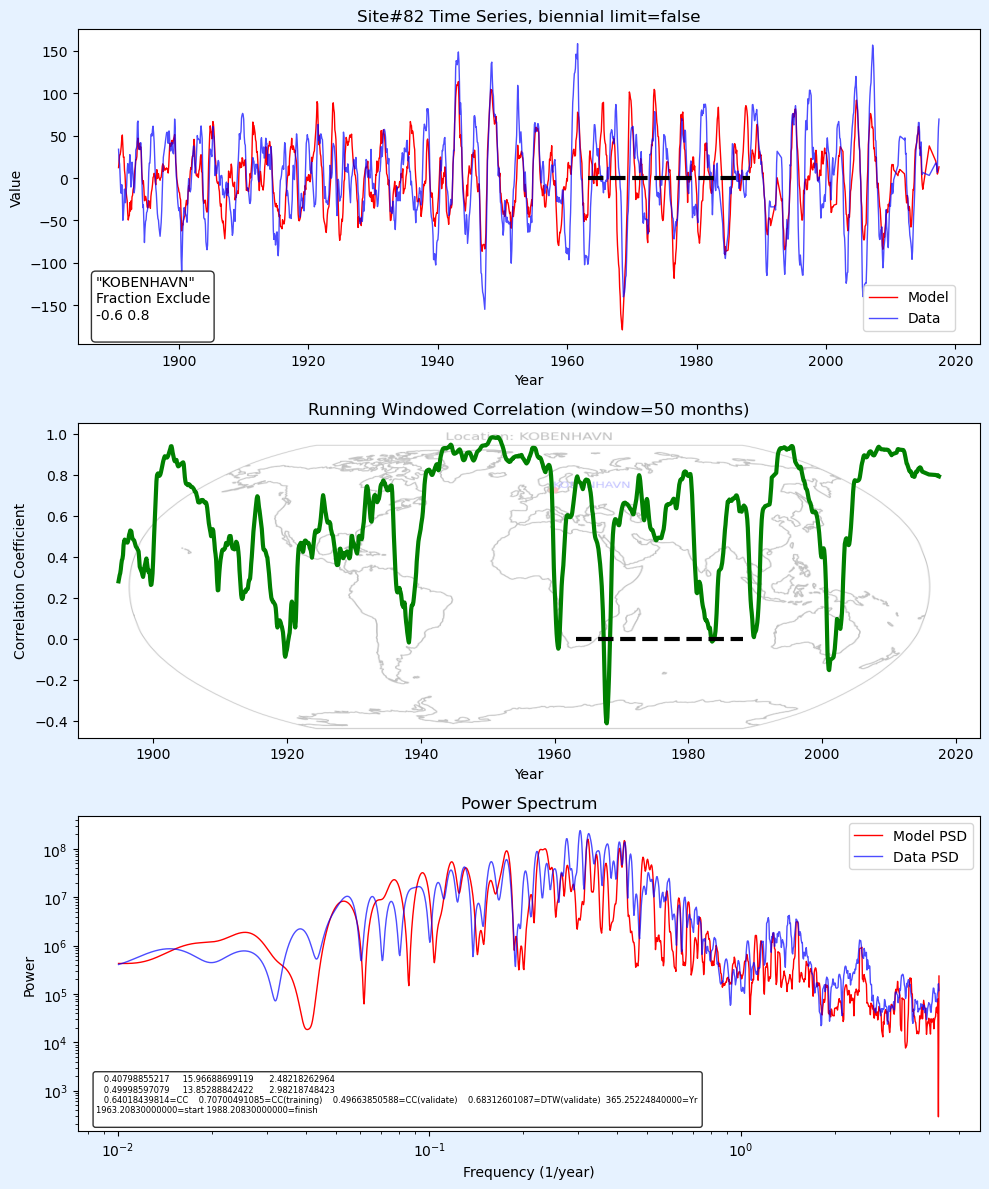 Site#82 Time Series, biennial limit=false
Value
150
100
50
0
−50
−100
−150
"KOBENHAVN"
Fraction Exclude
-0.6 0.8
Model
Data
1900 1920 1940 1960 1980 2000 2020
Year
Running Windowed Correlation (window=50 months)
Location: KOBENHAVN
KOBENHAVN
Correlation Coefficient
1.0
0.8
0.6
0.4
0.2
0.0
−0.2
−0.4
1900 1920 1940 1960 1980 2000 2020
Year
Power Spectrum
Model PSD
Data PSD
Power
10^8
10^7
10^6
10^5
10^4
10^3
0.40798855217 15.96688699119 2.48218262964
0.49998597079 13.85288842422 2.98218748423
0.64018439814=CC 0.70700491085=CC(training) 0.49663850588=CC(validate) 0.68312601087=DTW(validate) 365.25224840000=Yr
1963.20830000000=start 1988.20830000000=finish
10^−2 10^−1 10^0
Frequency (1/year)